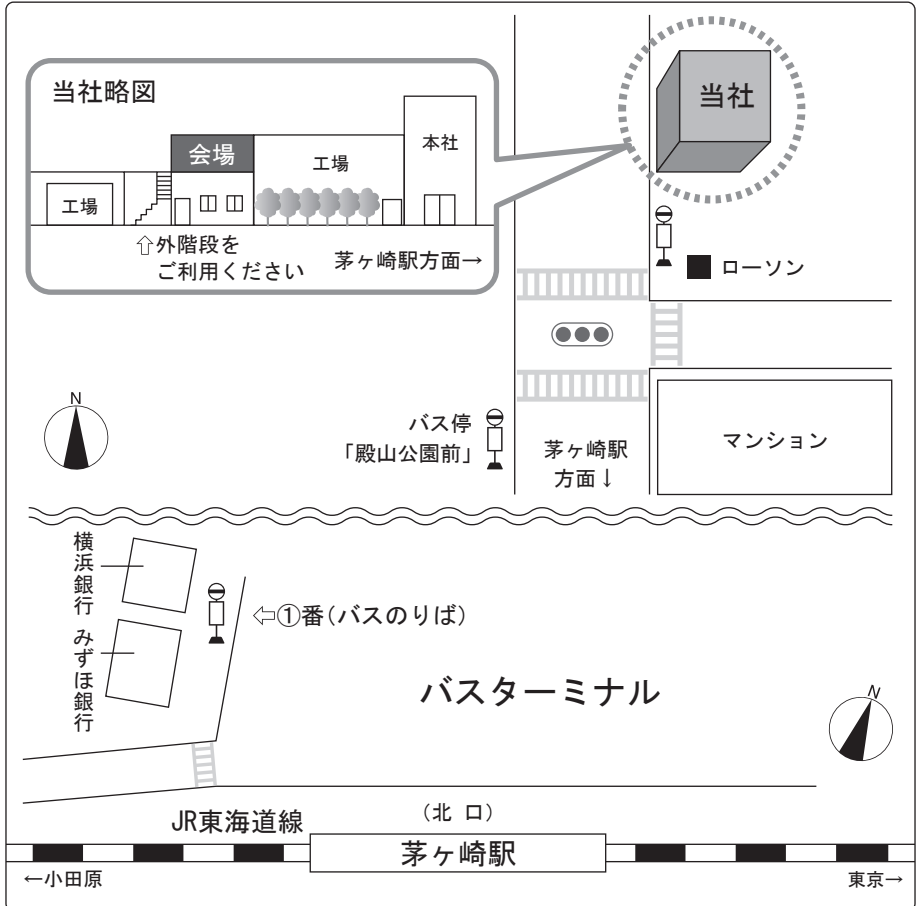 当社略図
会場
工場
本社
工場
⇧外階段を
ご利用ください
茅ヶ崎駅方面→
当社
ローソン
N
バス停
「殿山公園前」
茅ヶ崎駅
方面↓
マンション
横浜銀行
みずほ銀行
⇦①番(バスのりば)
バスターミナル
N
JR東海道線
(北 口)
茅ヶ崎駅
←小田原
東京→